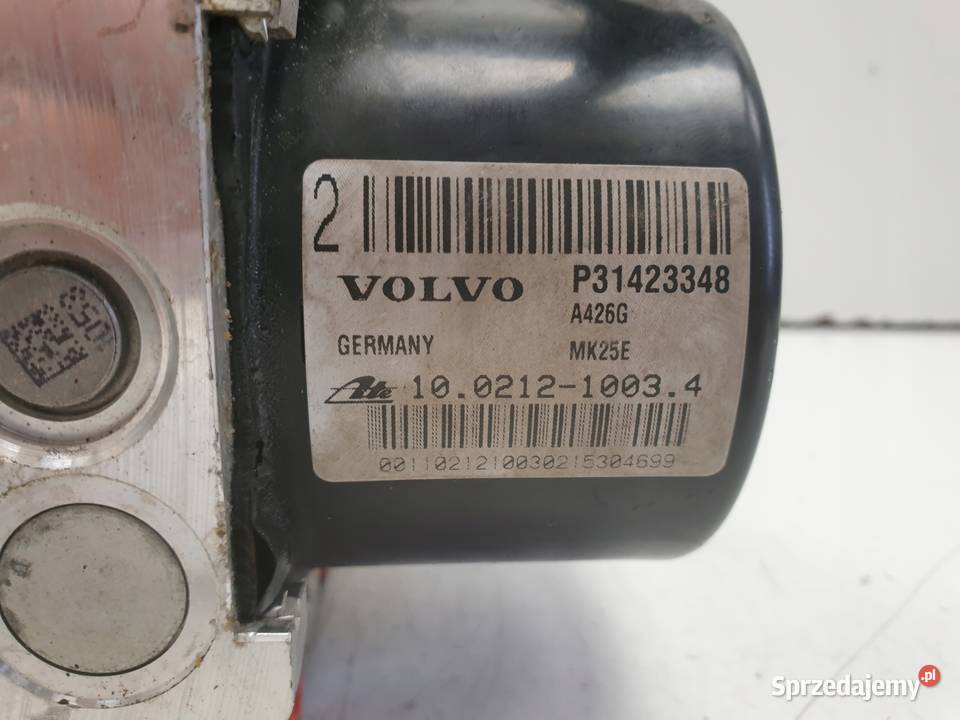 2
VOLVO P31423348
A426G
GERMANY MK25E
Ate 10.0212-1003.4
0011021210030215304699
Sprzedajemy.pl